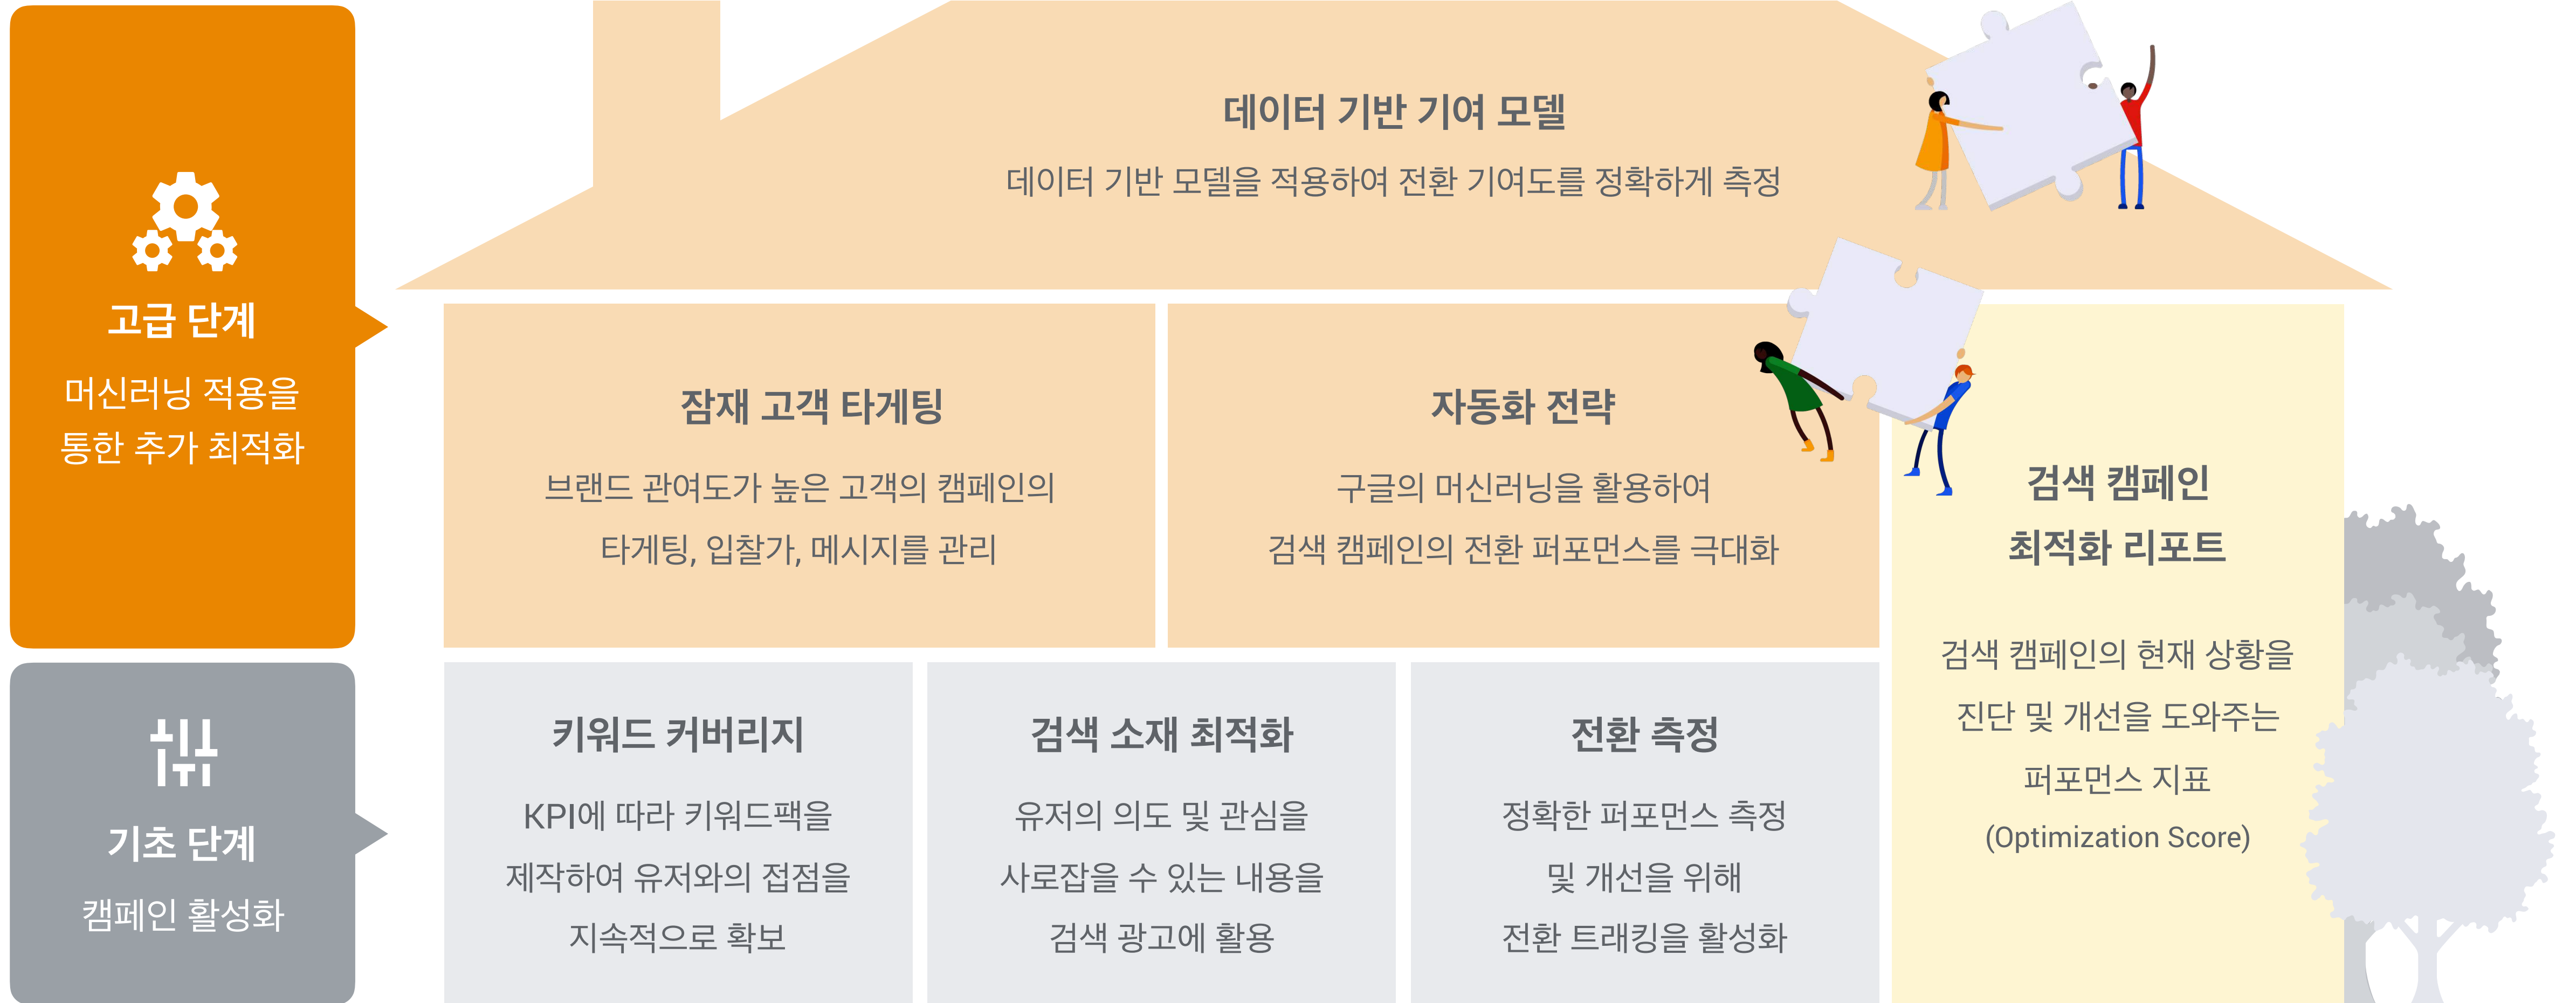 고급 단계
머신러닝 적용을
통한 추가 최적화
데이터 기반 기여 모델
데이터 기반 모델을 적용하여 전환 기여도를 정확하게 측정
잠재 고객 타게팅
브랜드 관여도가 높은 고객의 캠페인의
타게팅, 입찰가, 메시지를 관리
자동화 전략
구글의 머신러닝을 활용하여
검색 캠페인의 전환 퍼포먼스를 극대화
검색 캠페인
최적화 리포트
검색 캠페인의 현재 상황을
진단 및 개선을 도와주는
퍼포먼스 지표
(Optimization Score)
기초 단계
캠페인 활성화
키워드 커버리지
KPI에 따라 키워드팩을
제작하여 유저와의 접점을
지속적으로 확보
검색 소재 최적화
유저의 의도 및 관심을
사로잡을 수 있는 내용을
검색 광고에 활용
전환 측정
정확한 퍼포먼스 측정
및 개선을 위해
전환 트래킹을 활성화